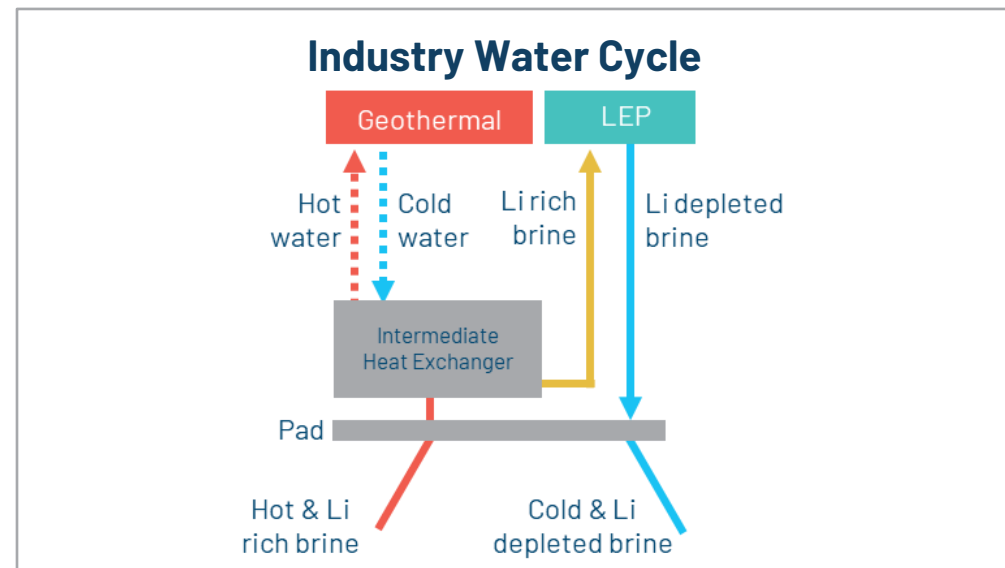 Industry Water Cycle
Geothermal
LEP
Hot
water
Cold
water
Li rich
brine
Li depleted
brine
Intermediate
Heat Exchanger
Pad
Hot & Li
rich brine
Cold & Li
depleted brine